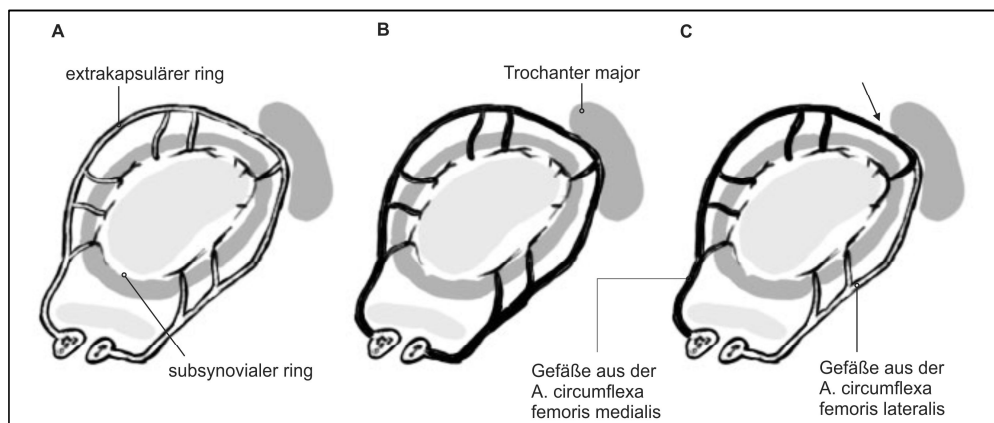 A
B
C
extrakapsulärer ring
Trochanter major
subsynovialer ring
Gefäße aus der
A. circumflexa
femoris medialis
Gefäße aus der
A. circumflexa
femoris lateralis